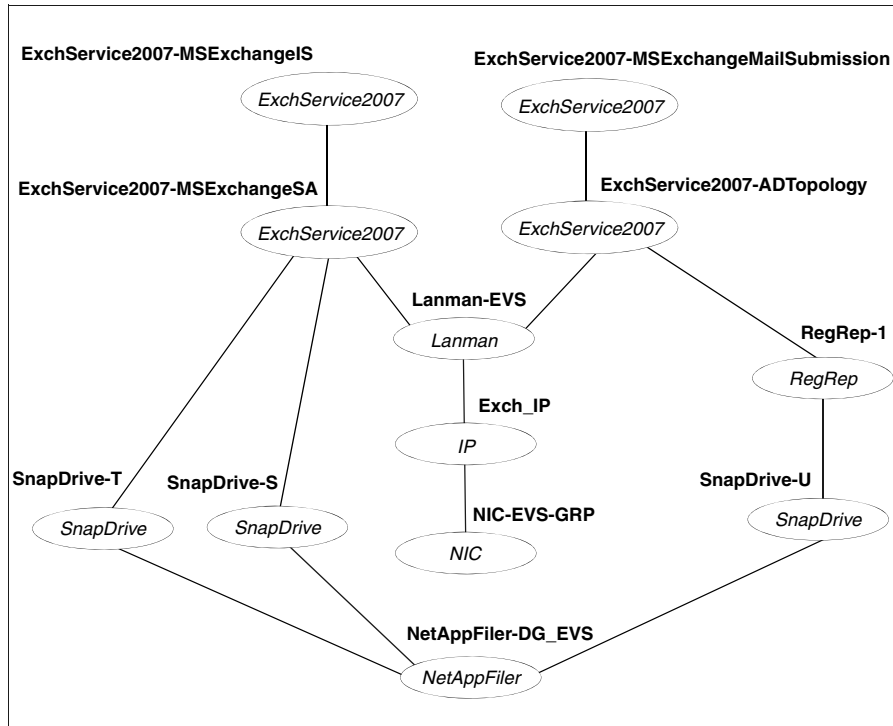 ExchService2007-MSExchangeIS
ExchService2007-MSExchangeMailSubmission
ExchService2007
ExchService2007
ExchService2007-MSExchangeSA
ExchService2007-ADTopology
ExchService2007
ExchService2007
Lanman-EVS
Lanman
RegRep-1
RegRep
Exch_IP
IP
SnapDrive-T
SnapDrive-S
SnapDrive-U
NIC-EVS-GRP
SnapDrive
SnapDrive
NIC
SnapDrive
NetAppFiler-DG_EVS
NetAppFiler